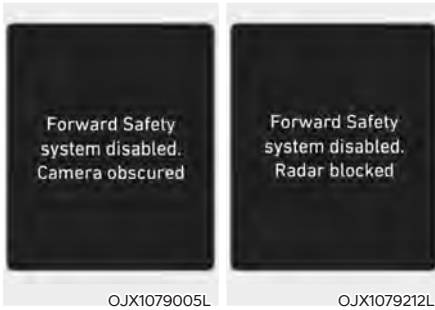 Forward Safety
system disabled.
Camera obscured
OJX1079005L
Forward Safety
system disabled.
Radar blocked
OJX1079212L